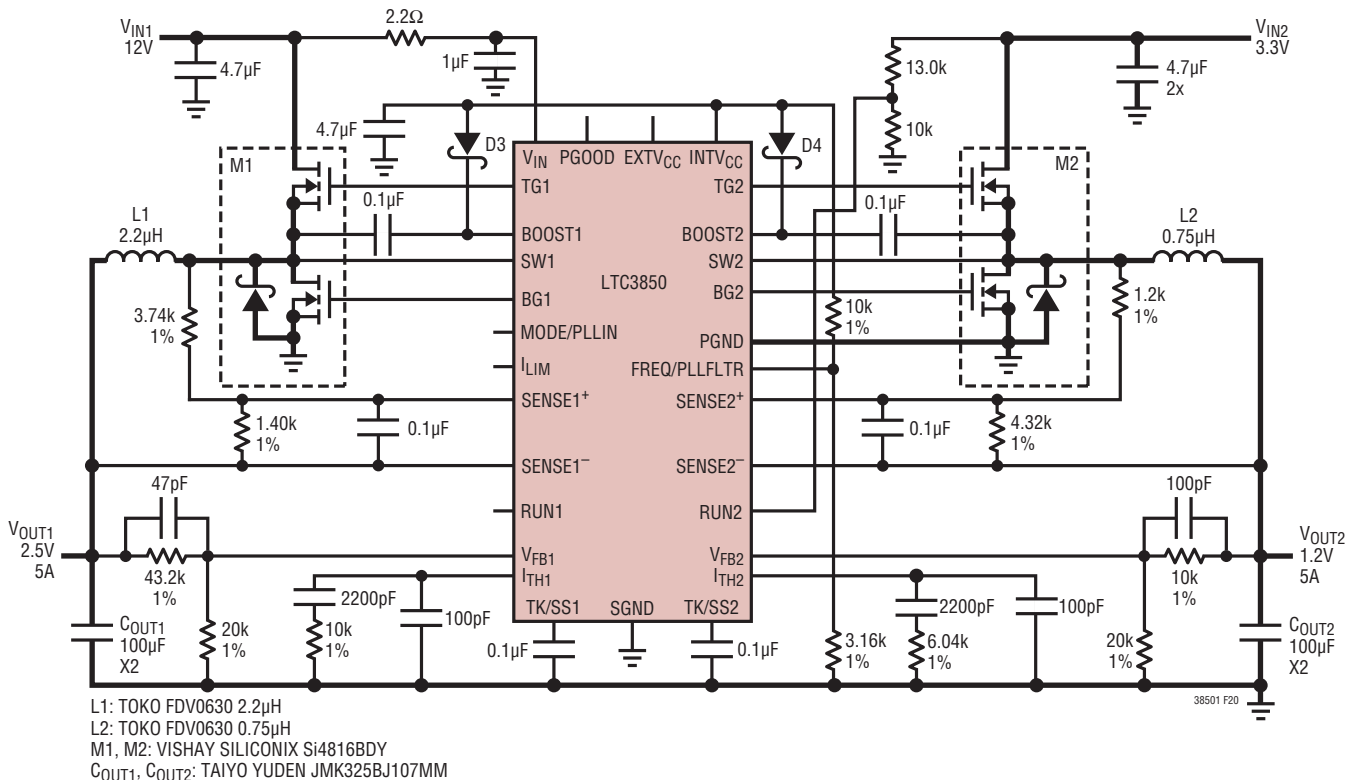 VIN1
12V
2.2Ω
1µF
4.7µF
4.7µF
VIN2
3.3V
13.0k
10k
4.7µF
2x
D3
D4
M1
M2
VIN
PGOOD
EXTVCC
INTVCC
TG1
TG2
0.1µF
0.1µF
BOOST1
BOOST2
L1
2.2µH
L2
0.75µH
SW1
SW2
LTC3850
BG1
BG2
3.74k
1%
10k
1%
1.2k
1%
MODE/PLLIN
PGND
ILIM
FREQ/PLLFLTR
SENSE1+
SENSE2+
1.40k
1%
0.1µF
0.1µF
4.32k
1%
SENSE1–
SENSE2–
47pF
100pF
RUN1
RUN2
VOUT1
2.5V
5A
VOUT2
1.2V
5A
43.2k
1%
10k
1%
VFB1
VFB2
ITH1
ITH2
2200pF
100pF
2200pF
100pF
TK/SS1
SGND
TK/SS2
COUT1
100µF
X2
20k
1%
10k
1%
0.1µF
0.1µF
3.16k
1%
6.04k
1%
20k
1%
COUT2
100µF
X2
38501 F20
L1: TOKO FDV0630 2.2µH
L2: TOKO FDV0630 0.75µH
M1, M2: VISHAY SILICONIX Si4816BDY
COUT1, COUT2: TAIYO YUDEN JMK325BJ107MM